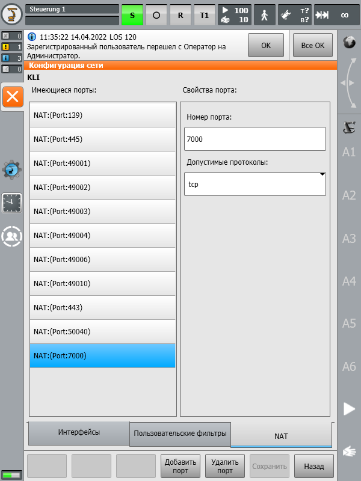 Steuerung 1
S
O
R
T1
100
10
r?
r?
∞
0
1
3
0
11:35:22 14.04.2022 LOS 120
Зарегистрированный пользователь перешел с Оператор на
Администратор.
OK
Все OK
Конфигурация сети
KLI
Имеющиеся порты:
Свойства порта:
NAT:(Port:139)
NAT:(Port:445)
NAT:(Port:49001)
NAT:(Port:49002)
NAT:(Port:49003)
NAT:(Port:49004)
NAT:(Port:49006)
NAT:(Port:49010)
NAT:(Port:443)
NAT:(Port:50040)
NAT:(Port:7000)
Номер порта:
7000
Допустимые протоколы:
tcp
A1
A2
A3
A4
A5
A6
Интерфейсы
Пользовательские фильтры
NAT
Добавить
порт
Удалить
порт
Сохранить
Назад